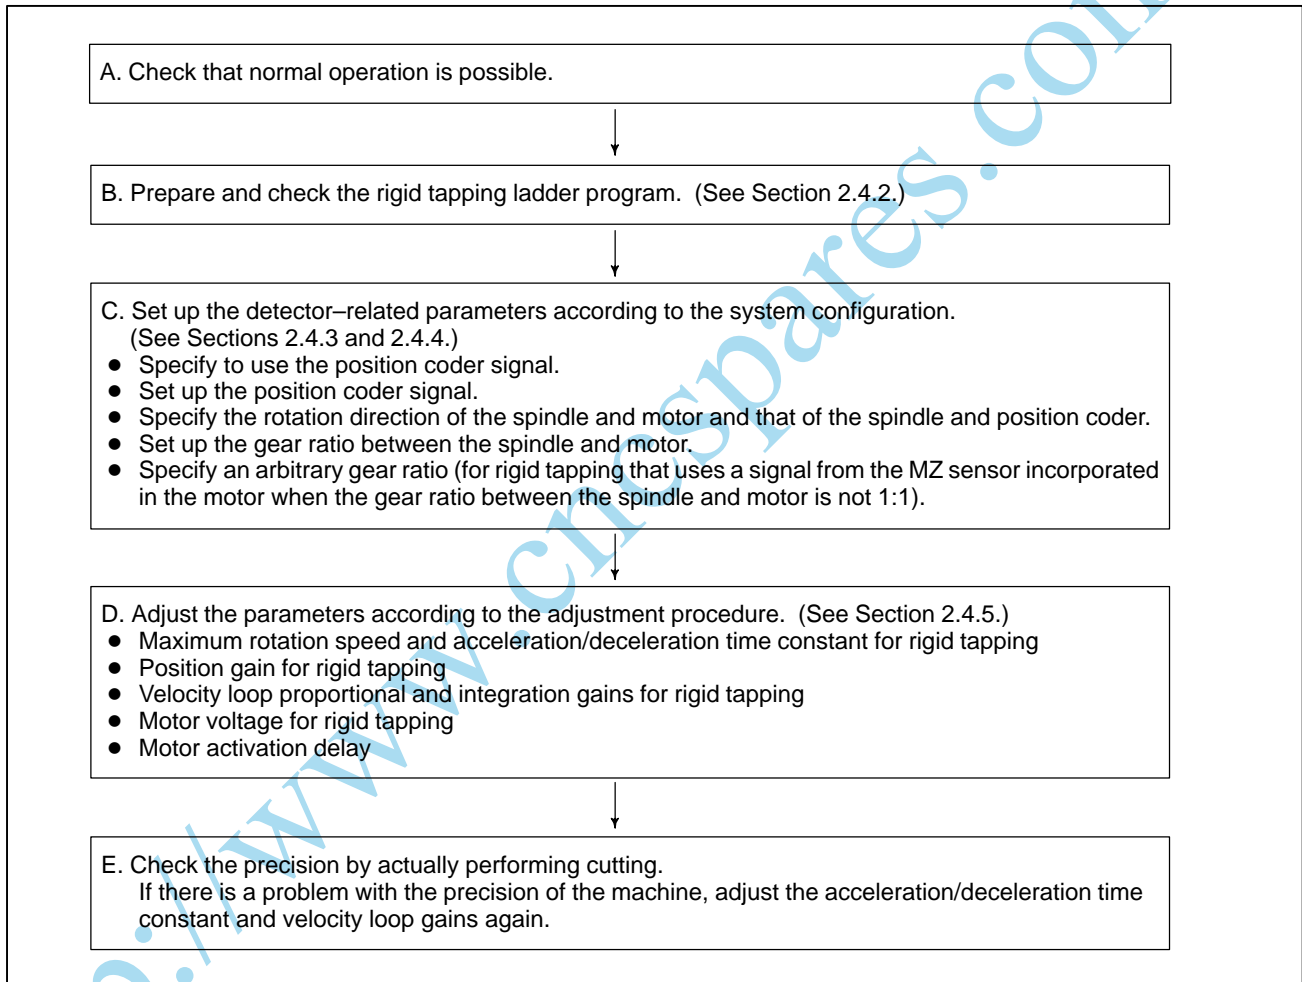 A. Check that normal operation is possible.
B. Prepare and check the rigid tapping ladder program. (See Section 2.4.2.)
C. Set up the detector–related parameters according to the system configuration.
(See Sections 2.4.3 and 2.4.4.)
● Specify to use the position coder signal.
● Set up the position coder signal.
● Specify the rotation direction of the spindle and motor and that of the spindle and position coder.
● Set up the gear ratio between the spindle and motor.
● Specify an arbitrary gear ratio (for rigid tapping that uses a signal from the MZ sensor incorporated
in the motor when the gear ratio between the spindle and motor is not 1:1).
D. Adjust the parameters according to the adjustment procedure. (See Section 2.4.5.)
● Maximum rotation speed and acceleration/deceleration time constant for rigid tapping
● Position gain for rigid tapping
● Velocity loop proportional and integration gains for rigid tapping
● Motor voltage for rigid tapping
● Motor activation delay
E. Check the precision by actually performing cutting.
If there is a problem with the precision of the machine, adjust the acceleration/deceleration time
constant and velocity loop gains again.
://www.cncspares.com